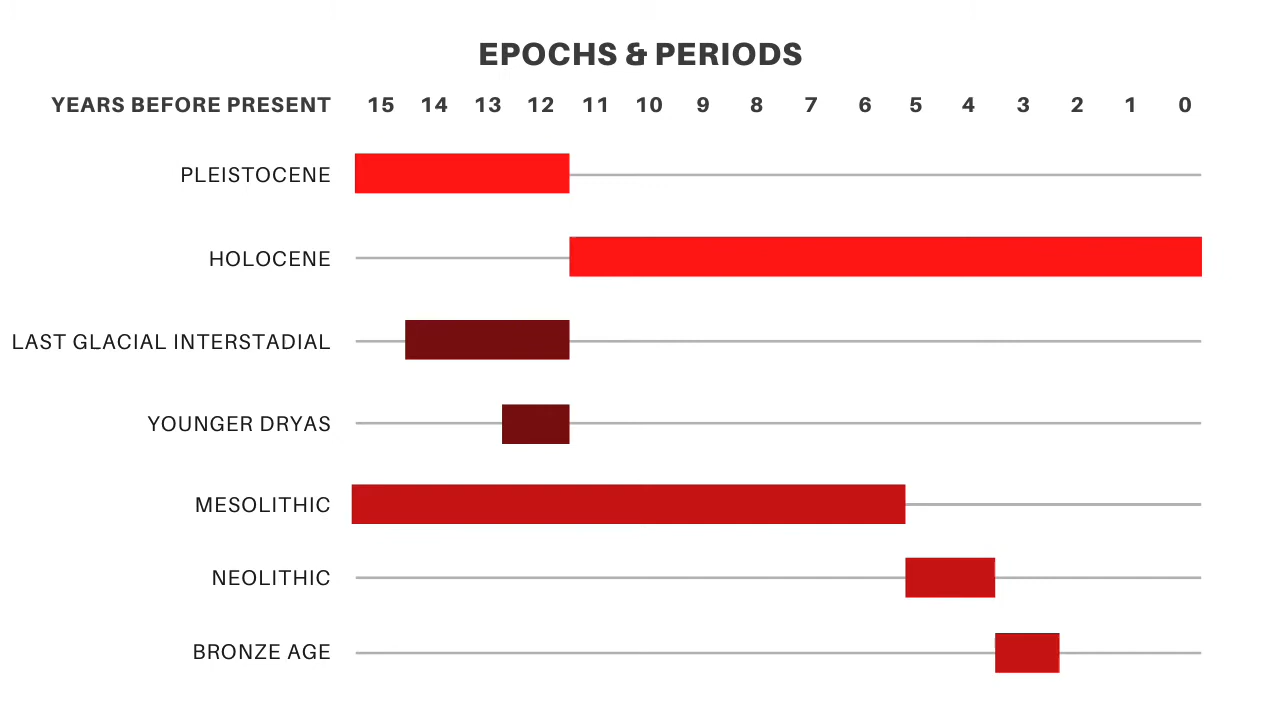 EPOCHS & PERIODS
YEARS BEFORE PRESENT 15 14 13 12 11 10 9 8 7 6 5 4 3 2 1 0
PLEISTOCENE
HOLOCENE
LAST GLACIAL INTERSTADIAL
YOUNGER DRYAS
MESOLITHIC
NEOLITHIC
BRONZE AGE